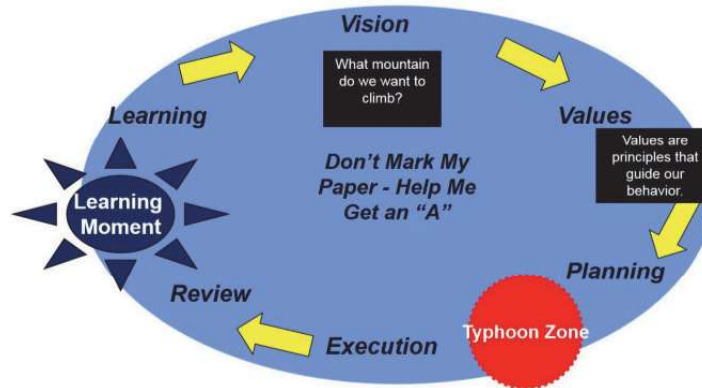 Vision
What mountain
do we want to
climb?
Learning
Values
Values are
principles that
guide our
behavior.
Don't Mark My
Paper - Help Me
Get an "A"
Learning
Moment
Planning
Review
Typhoon Zone
Execution